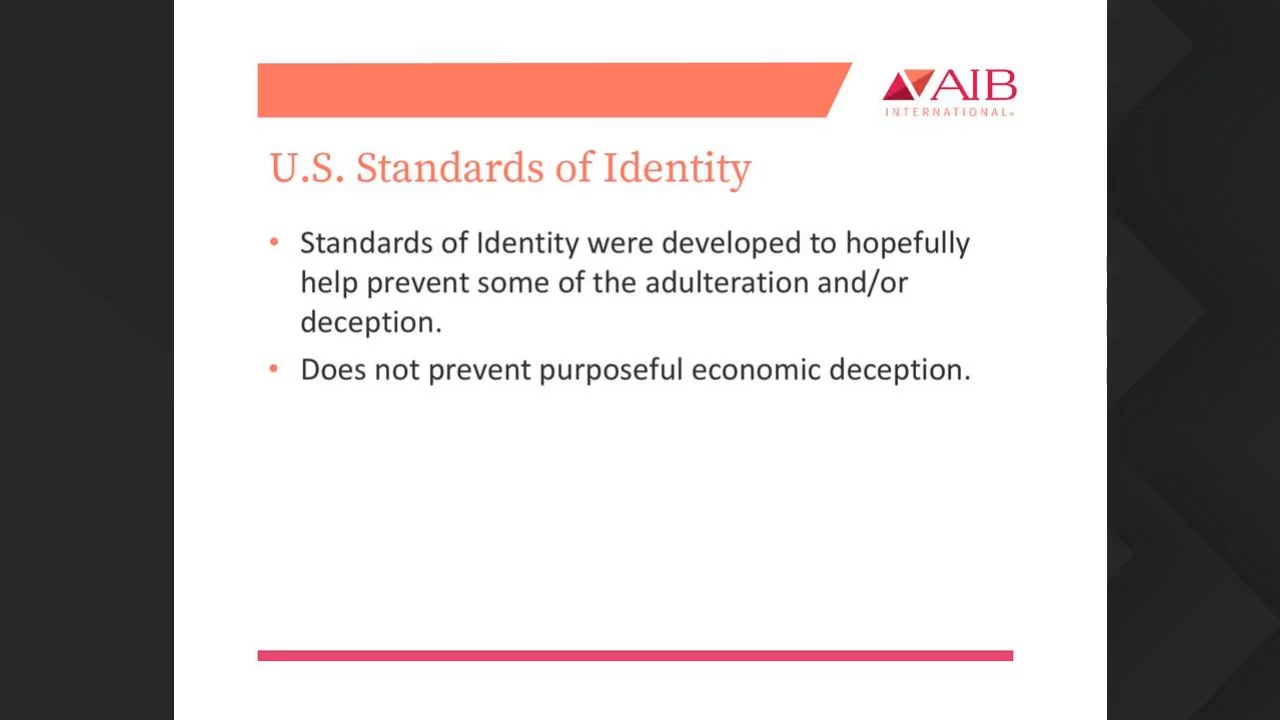 AIB
INTERNATIONAL®
U.S. Standards of Identity
• Standards of Identity were developed to hopefully
help prevent some of the adulteration and/or
deception.
• Does not prevent purposeful economic deception.